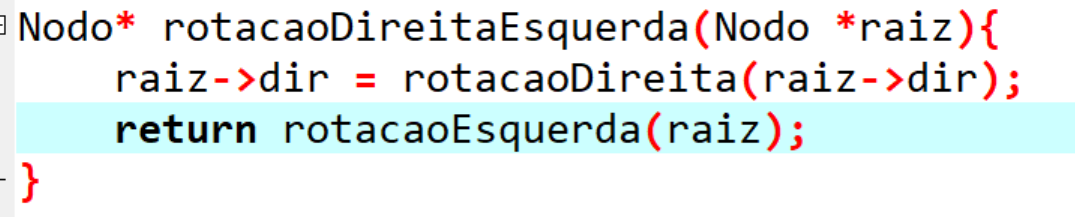 Nodo* rotacaoDireitaEsquerda(Nodo *raiz){
    raiz->dir = rotacaoDireita(raiz->dir);
    return rotacaoEsquerda(raiz);
}